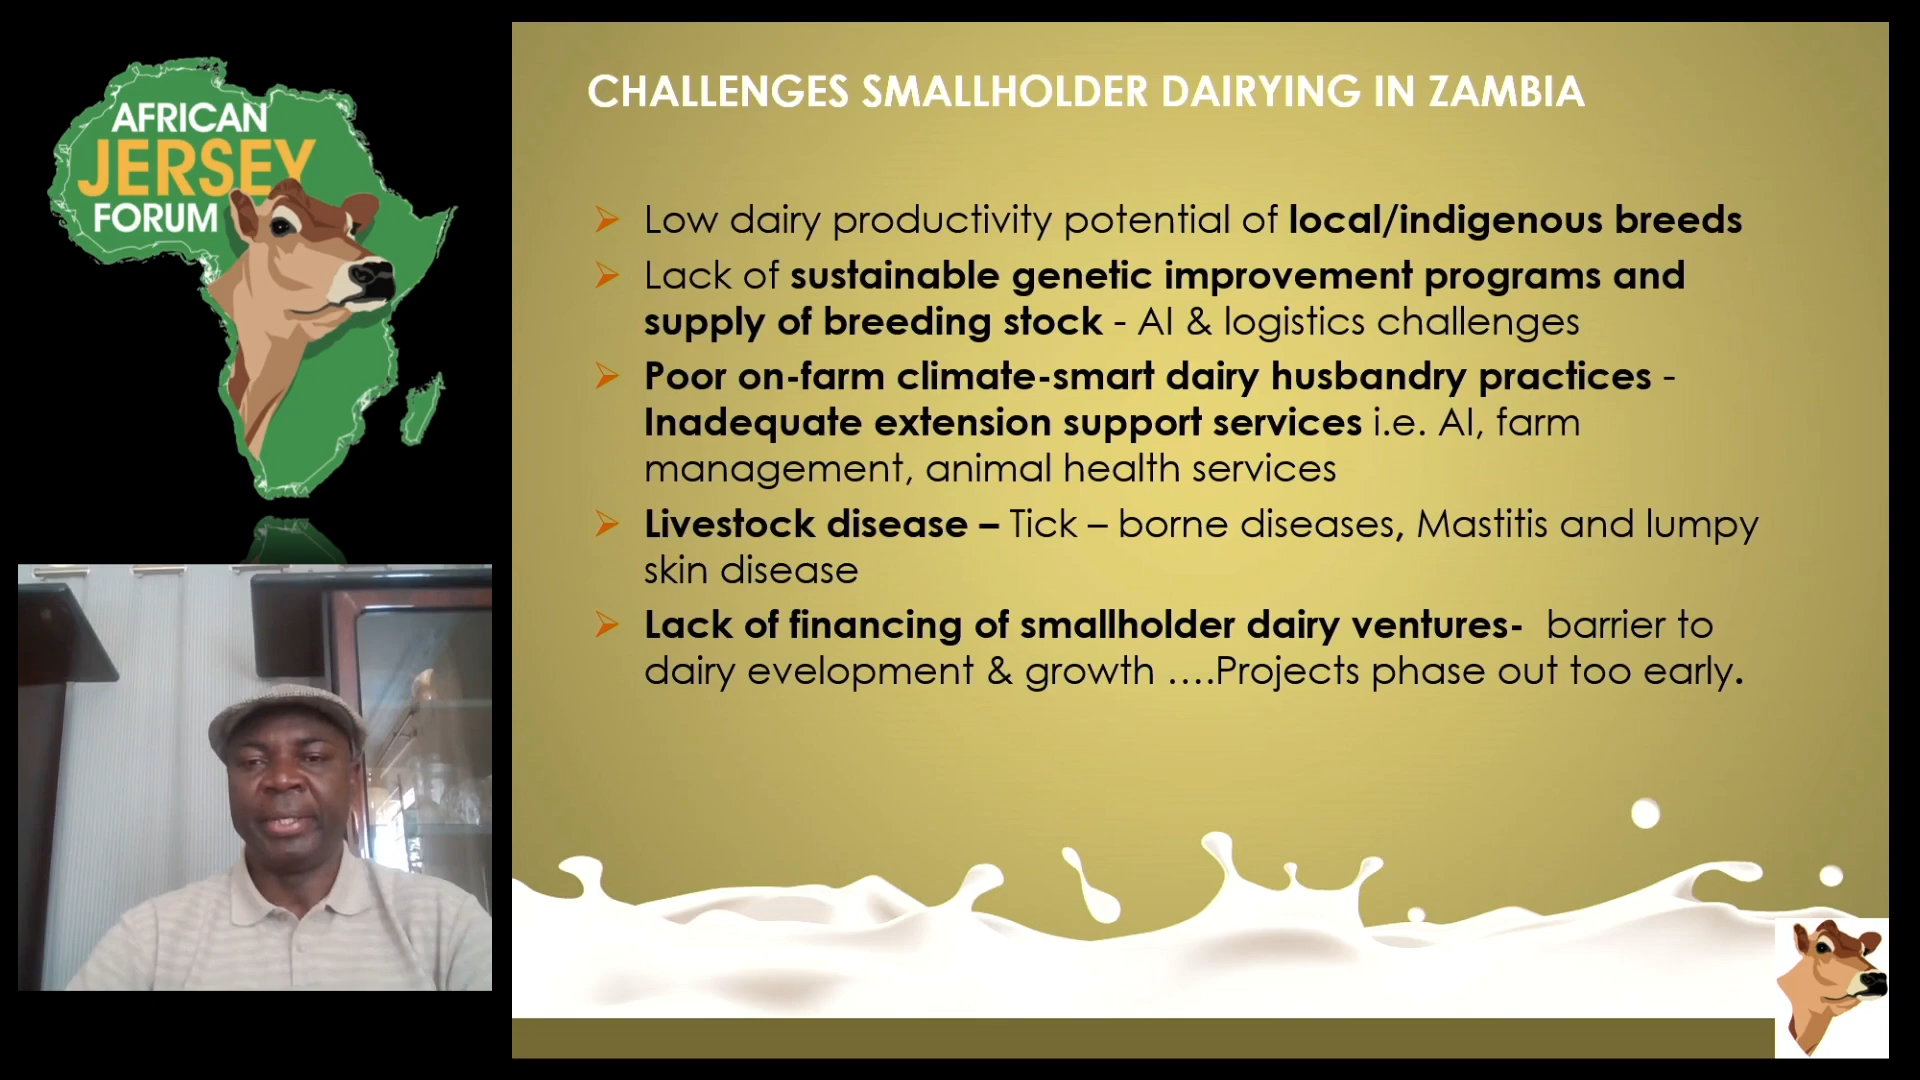 AFRICAN
JERSEY
FORUM
CHALLENGES SMALLHOLDER DAIRYING IN ZAMBIA
➢ Low dairy productivity potential of local/indigenous breeds
➢ Lack of sustainable genetic improvement programs and
supply of breeding stock - AI & logistics challenges
➢ Poor on-farm climate-smart dairy husbandry practices -
Inadequate extension support services i.e. AI, farm
management, animal health services
➢ Livestock disease – Tick – borne diseases, Mastitis and lumpy
skin disease
➢ Lack of financing of smallholder dairy ventures- barrier to
dairy evelopment & growth ….Projects phase out too early.